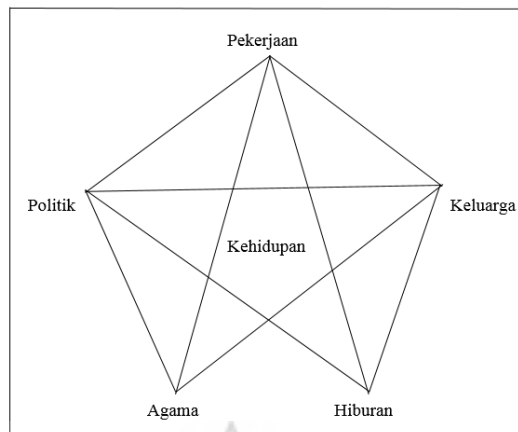 Pekerjaan
Politik
Keluarga
Kehidupan
Agama
Hiburan